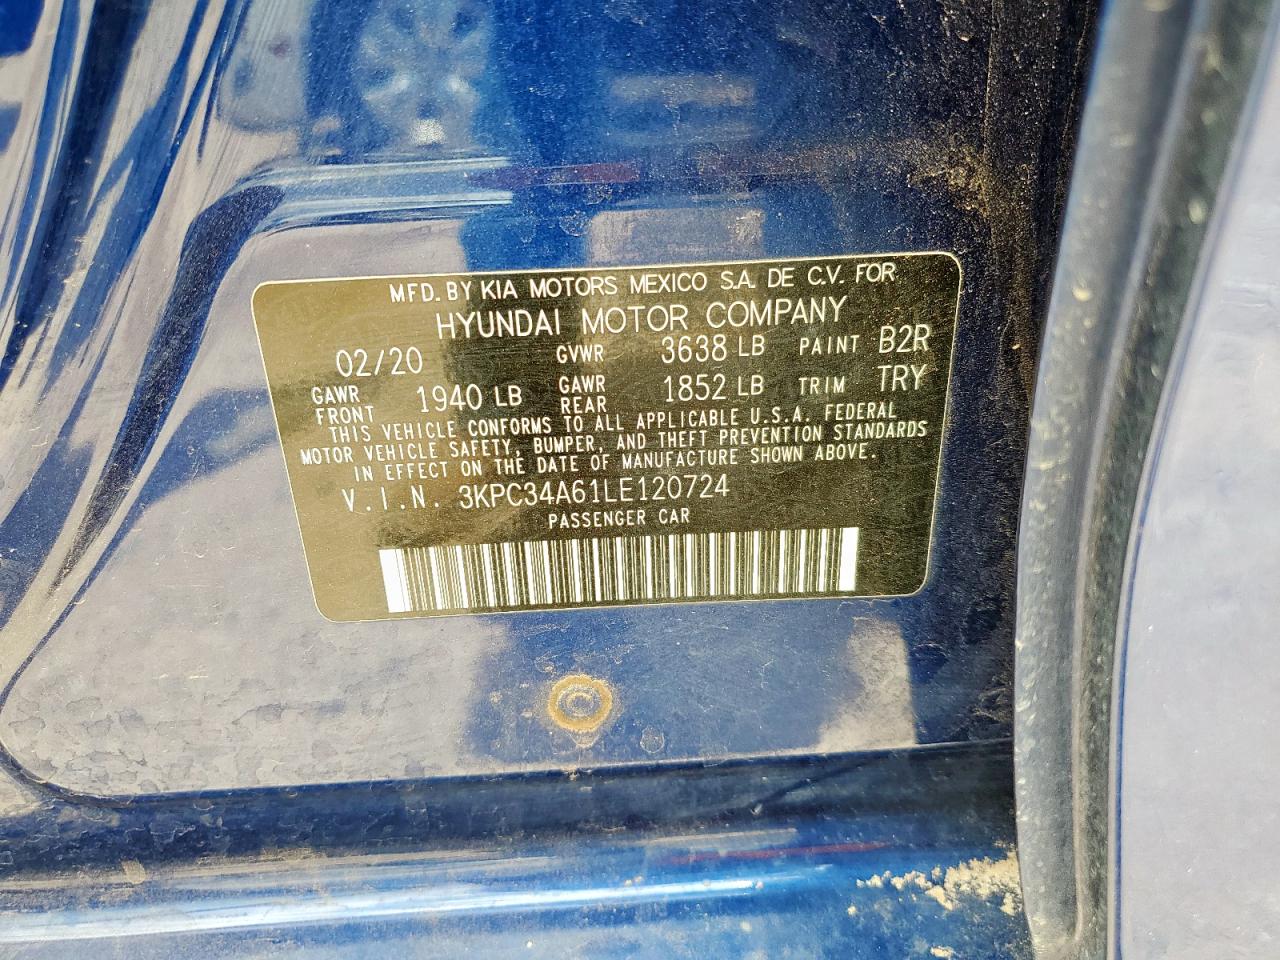 MFD. BY KIA MOTORS MEXICO S.A. DE C.V. FOR
HYUNDAI MOTOR COMPANY
02/20 GVWR 3638 LB PAINT B2R
GAWR FRONT 1940 LB GAWR REAR 1852 LB TRIM TRY
THIS VEHICLE CONFORMS TO ALL APPLICABLE U.S.A. FEDERAL
MOTOR VEHICLE SAFETY, BUMPER, AND THEFT PREVENTION STANDARDS
IN EFFECT ON THE DATE OF MANUFACTURE SHOWN ABOVE.
V.I.N. 3KPC34A61LE120724
PASSENGER CAR